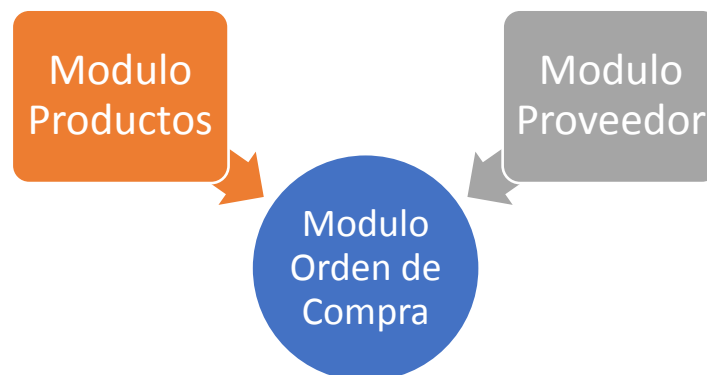 Modulo
Productos
Modulo
Proveedor
Modulo
Orden de
Compra